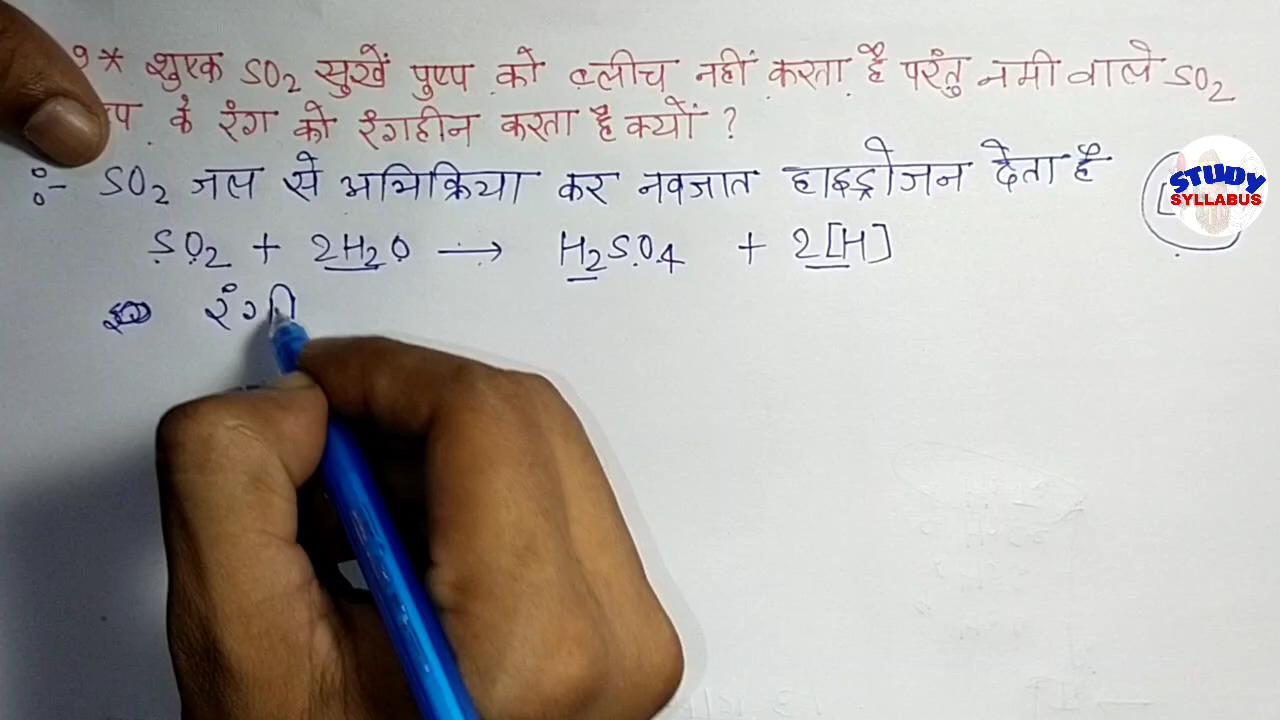 9* शुष्क SO2 सुखें पुष्प को ब्लीच नहीं करता है परंतु नमी वाले SO2
के रंग को रंगहीन करता है क्यों ?
:- SO2 जल से अभिक्रिया कर नवजात हाइड्रोजन देता है
STUDY
SYLLABUS
SO2 + 2H2O → H2SO4 + 2[H]
रंगी